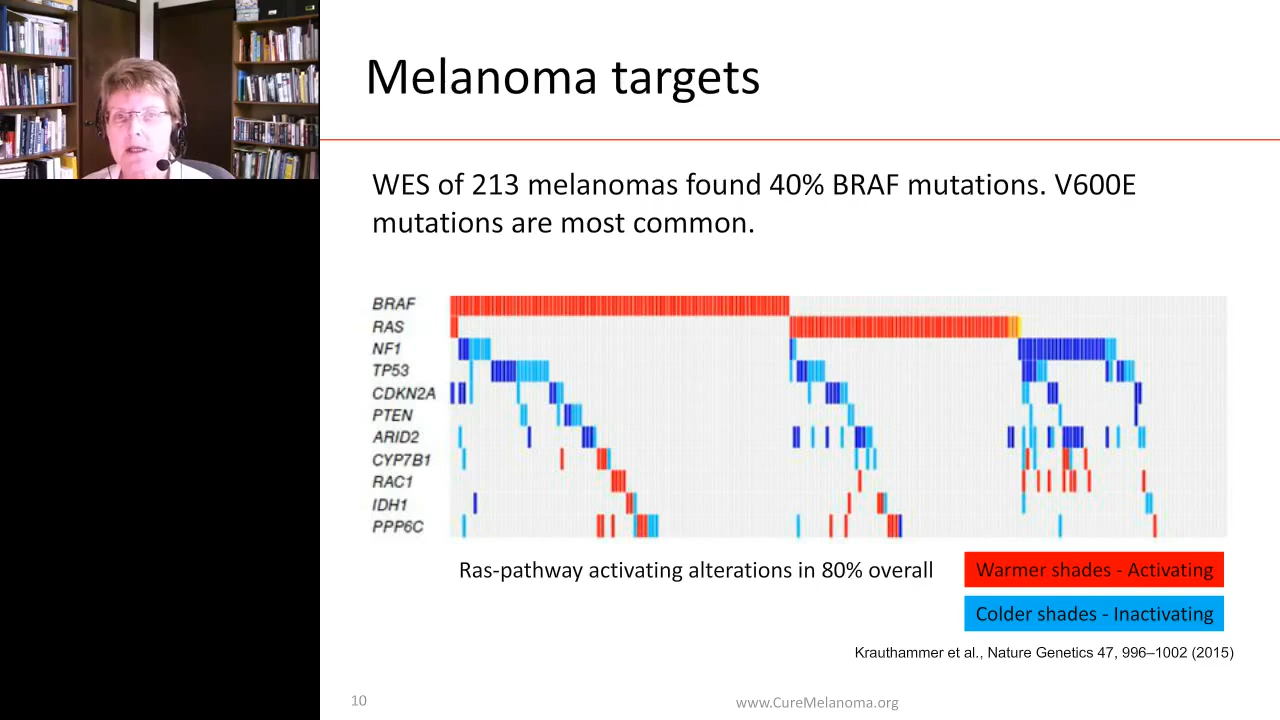 Melanoma targets
WES of 213 melanomas found 40% BRAF mutations. V600E
mutations are most common.
BRAF
RAS
NF1
TP53
CDKN2A
PTEN
ARID2
CYP7B1
RAC1
IDH1
PPP6C
Ras-pathway activating alterations in 80% overall
Warmer shades - Activating
Colder shades - Inactivating
Krauthammer et al., Nature Genetics 47, 996–1002 (2015)
10
www.CureMelanoma.org